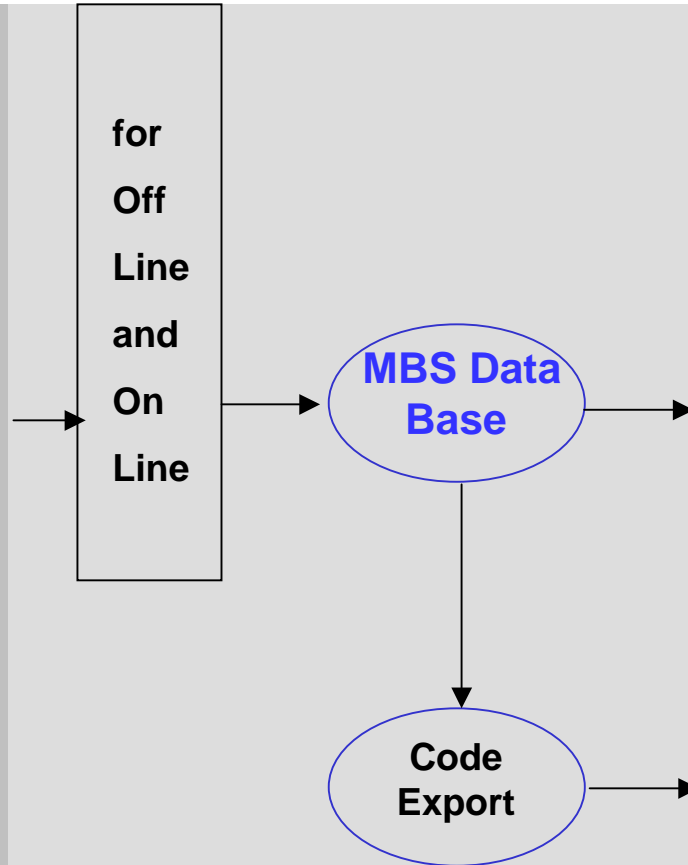 for
Off
Line
and
On
Line
MBS Data
Base
Code
Export